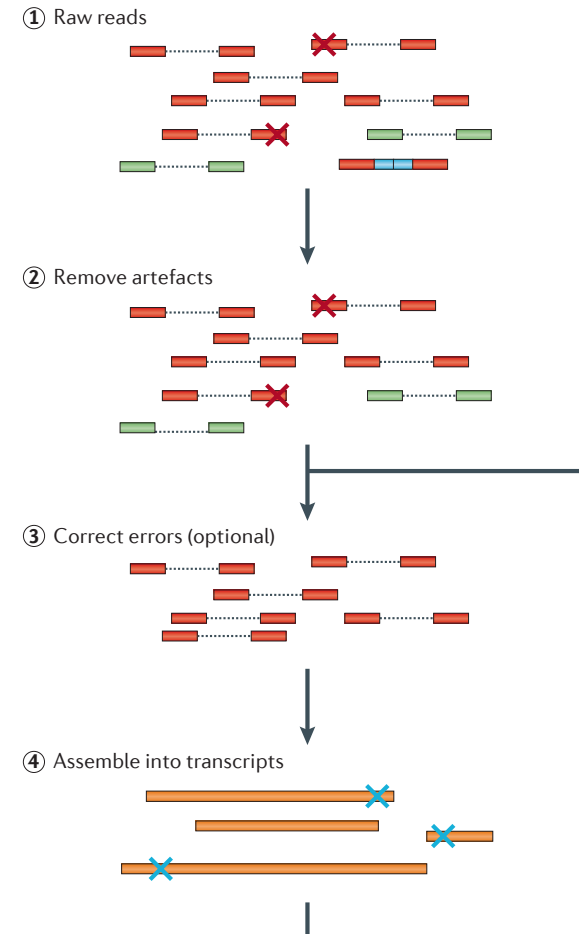 ① Raw reads
② Remove artefacts
③ Correct errors (optional)
④ Assemble into transcripts